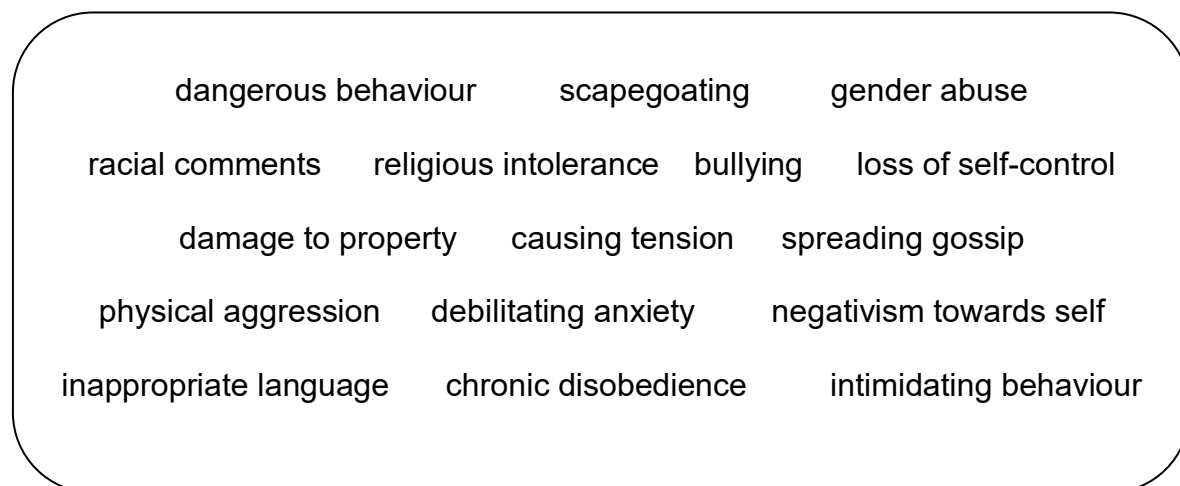 dangerous behaviour scapegoating gender abuse
racial comments religious intolerance bullying loss of self-control
damage to property causing tension spreading gossip
physical aggression debilitating anxiety negativism towards self
inappropriate language chronic disobedience intimidating behaviour